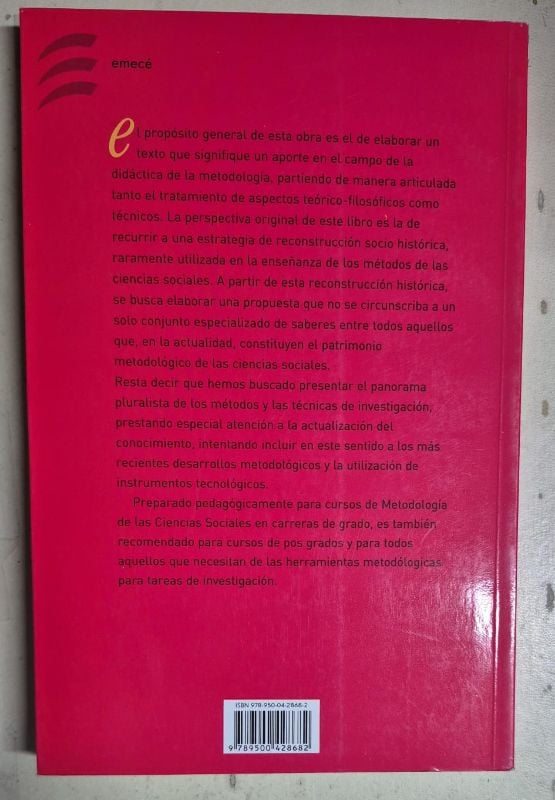 emecé
el propósito general de esta obra es el de elaborar un
texto que signifique un aporte en el campo de la
didáctica de la metodología, partiendo de manera articulada
tanto el tratamiento de aspectos teórico-filosóficos como
técnicos. La perspectiva original de este libro es la de
recurrir a una estrategia de reconstrucción socio histórica,
raramente utilizada en la enseñanza de los métodos de las
ciencias sociales. A partir de esta reconstrucción histórica,
se busca elaborar una propuesta que no se circunscriba a un
solo conjunto especializado de saberes entre todos aquellos
que, en la actualidad, constituyen el patrimonio
metodológico de las ciencias sociales.
Resta decir que hemos buscado presentar el panorama
pluralista de los métodos y las técnicas de investigación,
prestando especial atención a la actualización del
conocimiento, intentando incluir en este sentido a los más
recientes desarrollos metodológicos y la utilización de
instrumentos tecnológicos.
Preparado pedagógicamente para cursos de Metodología
de las Ciencias Sociales en carreras de grado, es también
recomendado para cursos de pos grados y para todos
aquellos que necesitan de las herramientas metodólogicas
para tareas de investigación.
ISBN 978-950-04-2868-2
9 789500 428682